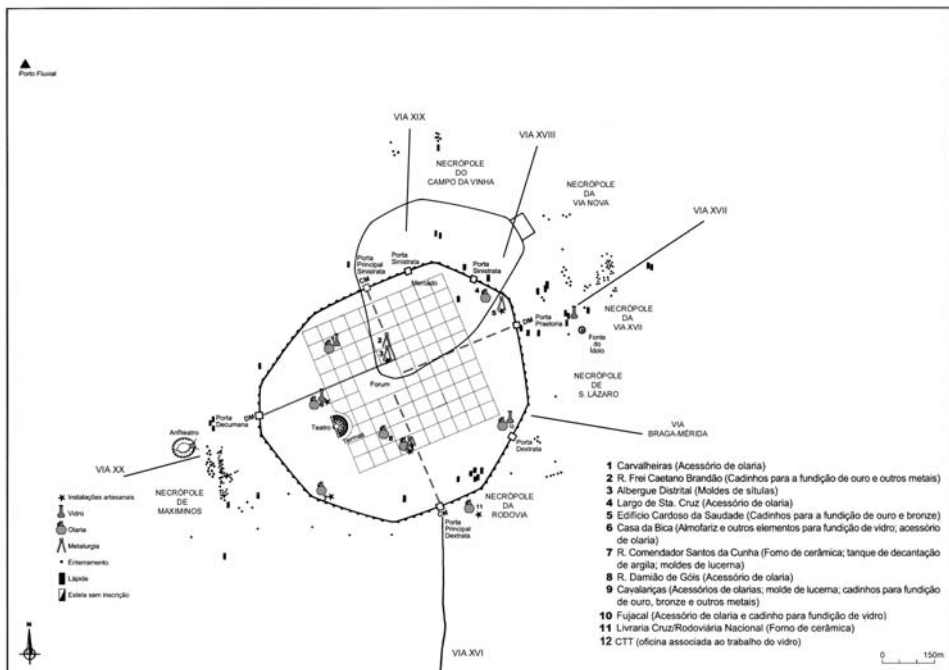 Porto Fluvial
VIA XIX
VIA XVIII
NECRÓPOLE
DO
CAMPO DA VINHA
NECRÓPOLE
DA
VIA NOVA
VIA XVII
Porta
Principal
Sinistrata
Porta
Sinistrata
Porta
Sinistrata
CM
Mercado
4
5
DM
Porta
Praetoria
NECRÓPOLE
DA
VIA XVII
Fonte
do
Ídolo
2
3
Forum
NECRÓPOLE
DE
S. LÁZARO
DM
Porta
Decumana
Teatro
Termas
Anfiteatro
VIA
BRAGA-MÉRIDA
Porta
Dextrata
VIA XX
NECRÓPOLE
DE
MAXIMINOS
NECRÓPOLE
DA
RODOVIA
11
Porta
Principal
Dextrata
VIA XVI
Instalações artesanais
Vidro
Olaria
Metalurgia
Enterramento
Lápide
Estela sem inscrição
N
1 Carvalheiras (Acessório de olaria)
2 R. Frei Caetano Brandão (Cadinhos para a fundição de ouro e outros metais)
3 Albergue Distrital (Moldes de sítulas)
4 Largo de Sta. Cruz (Acessório de olaria)
5 Edifício Cardoso da Saudade (Cadinhos para a fundição de ouro e bronze)
6 Casa da Bica (Almofariz e outros elementos para fundição de vidro; acessório
de olaria)
7 R. Comendador Santos da Cunha (Forno de cerâmica; tanque de decantação
de argila; moldes de lucerna)
8 R. Damião de Góis (Acessório de olaria)
9 Cavalariças (Acessórios de olarias; molde de lucerna; cadinhos para fundição
de ouro, bronze e outros metais)
10 Fujacal (Acessório de olaria e cadinho para fundição de vidro)
11 Livraria Cruz/Rodoviária Nacional (Forno de cerâmica)
12 CTT (oficina associada ao trabalho do vidro)
0 150m